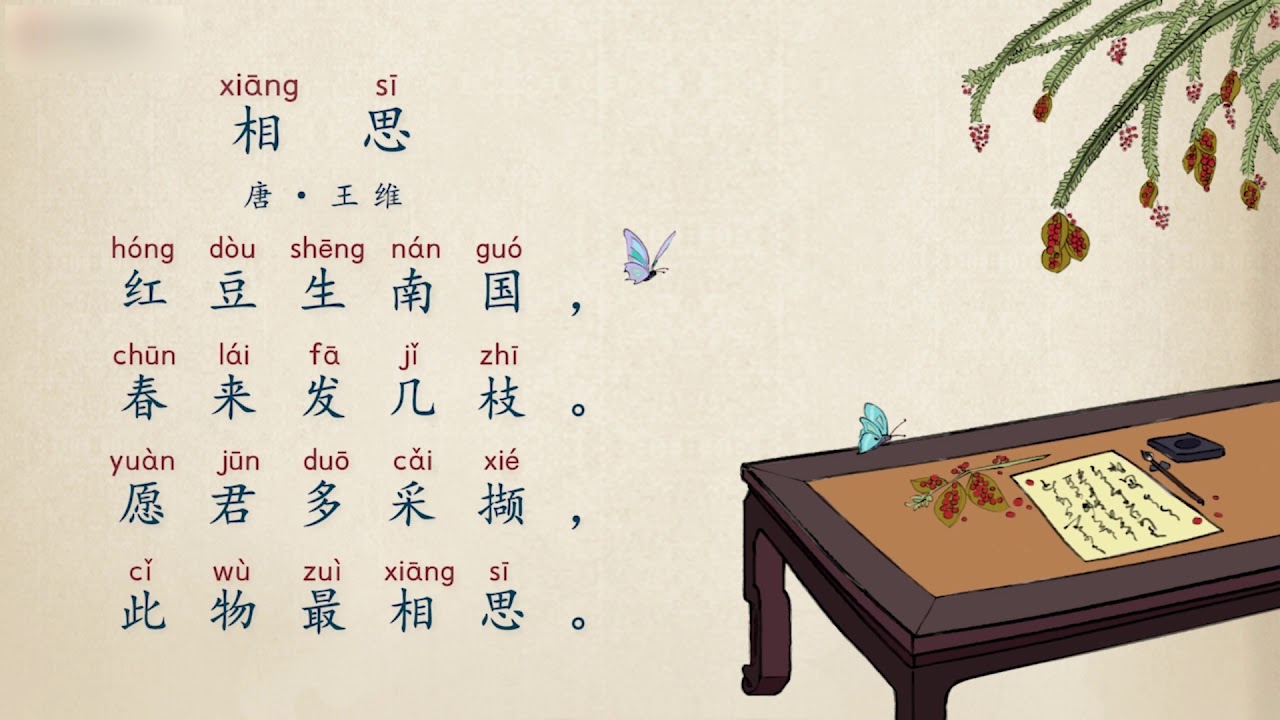 xiāng sī
相 思
唐·王维
hóng dòu shēng nán guó
红豆生南国，
chūn lái fā jǐ zhī
春来发几枝。
yuàn jūn duō cǎi xié
愿君多采撷，
cǐ wù zuì xiāng sī
此物最相思。